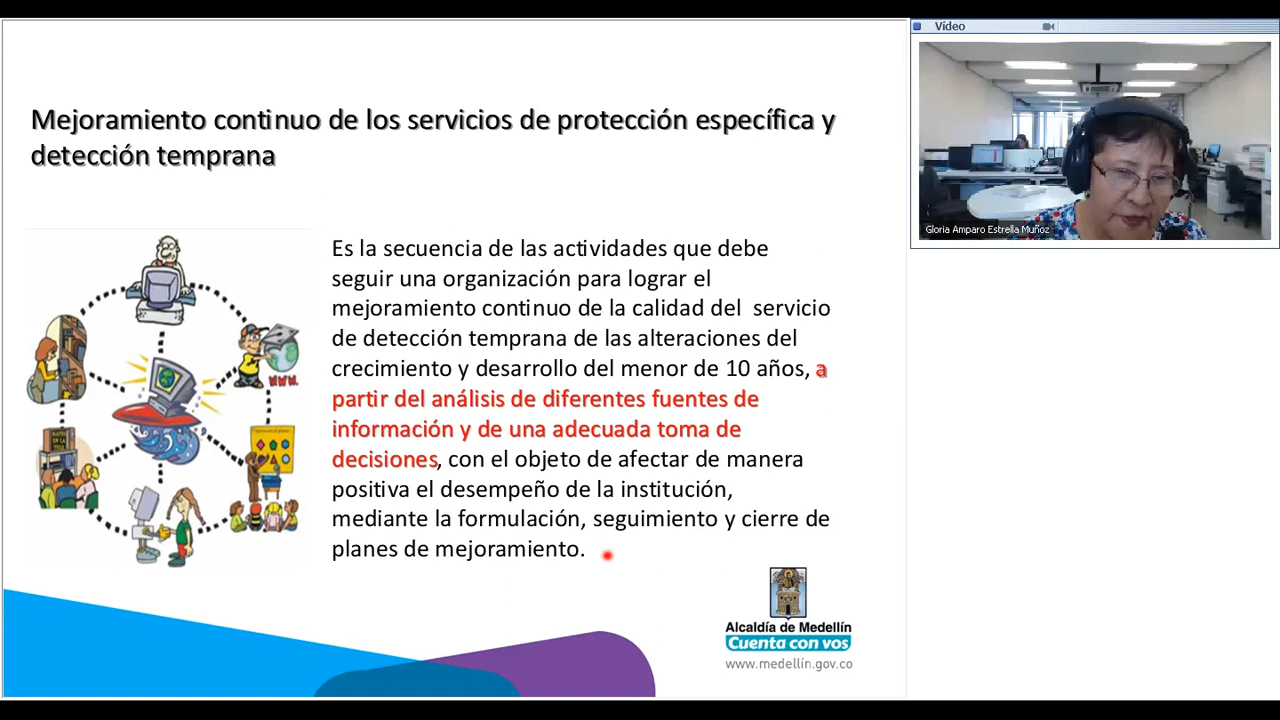 Vídeo
Mejoramiento continuo de los servicios de protección específica y
detección temprana
Gloria Amparo Estrella Muñoz
Es la secuencia de las actividades que debe
seguir una organización para lograr el
mejoramiento continuo de la calidad del servicio
de detección temprana de las alteraciones del
crecimiento y desarrollo del menor de 10 años, a
partir del análisis de diferentes fuentes de
información y de una adecuada toma de
decisiones, con el objeto de afectar de manera
positiva el desempeño de la institución,
mediante la formulación, seguimiento y cierre de
planes de mejoramiento.
WWW.
Alcaldía de Medellín
Cuenta con vos
www.medellín.gov.co